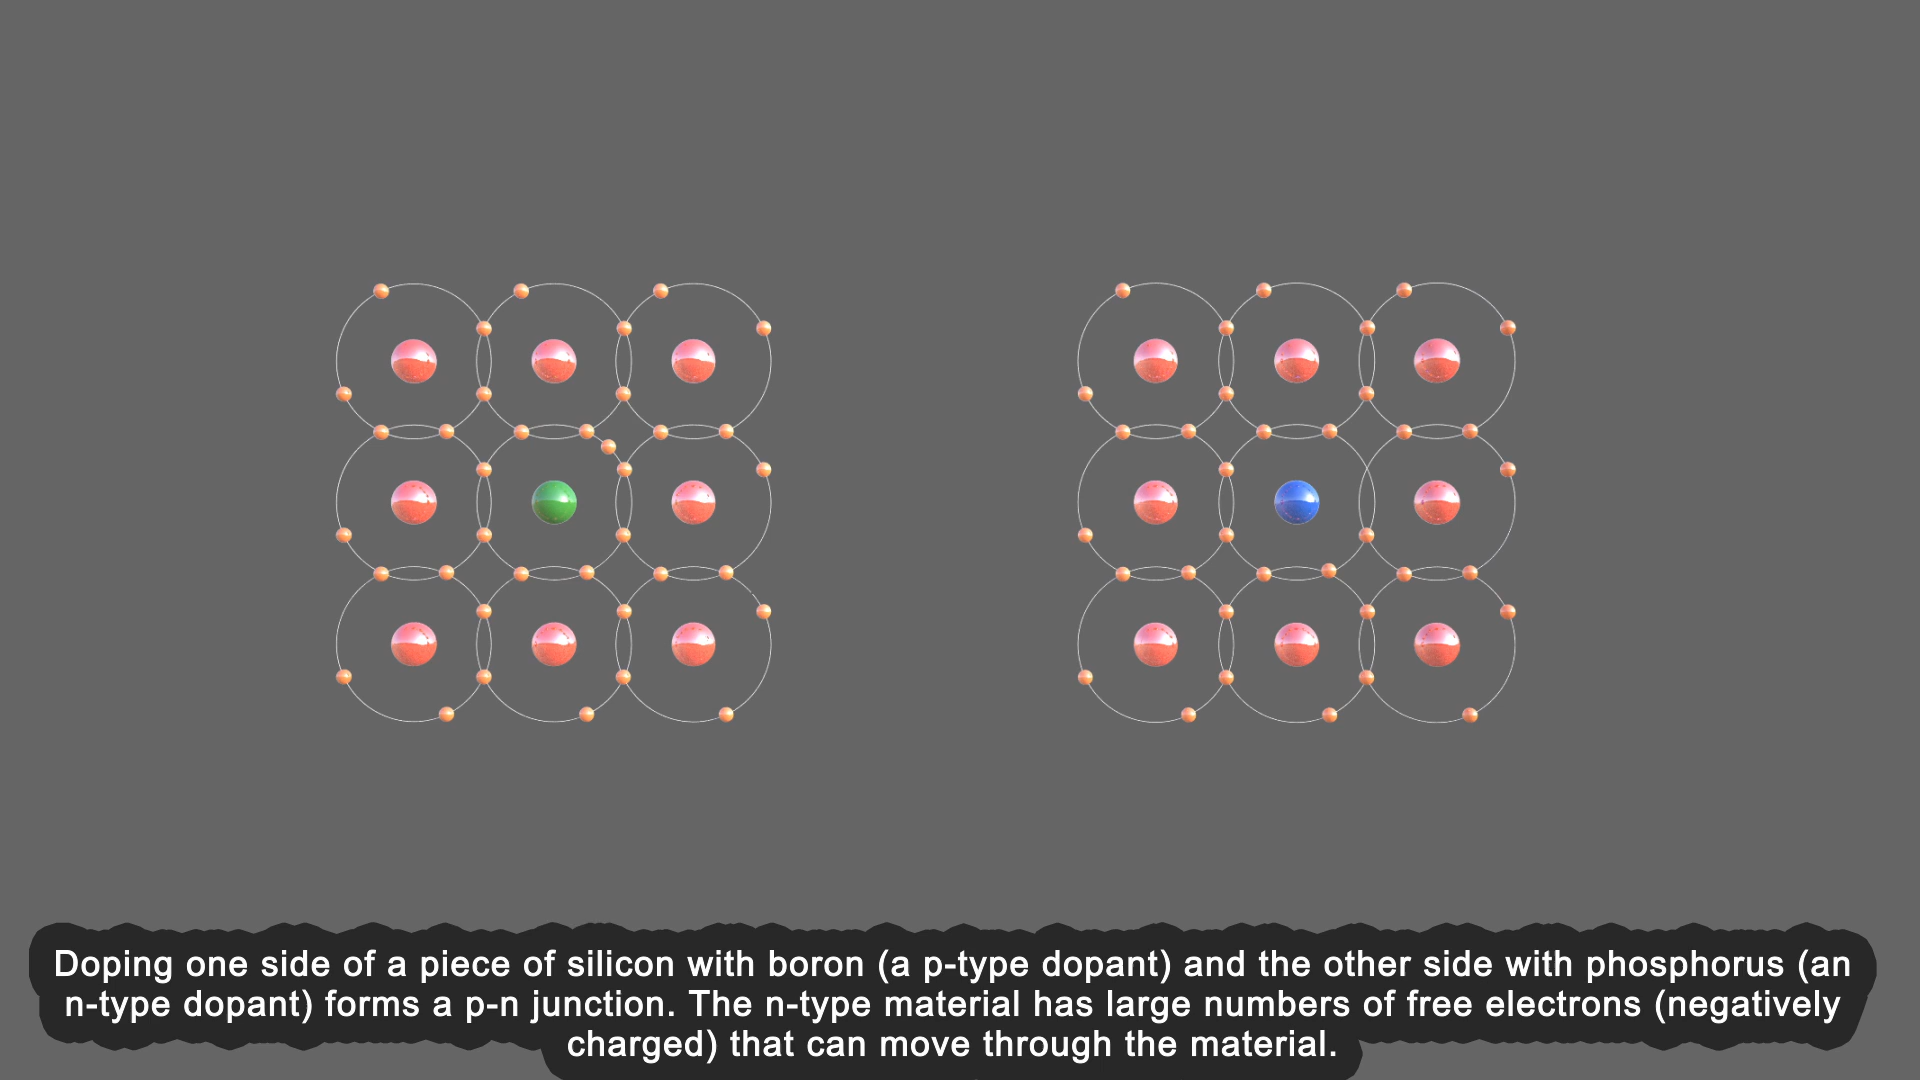 Doping one side of a piece of silicon with boron (a p-type dopant) and the other side with phosphorus (an
n-type dopant) forms a p-n junction. The n-type material has large numbers of free electrons (negatively
charged) that can move through the material.